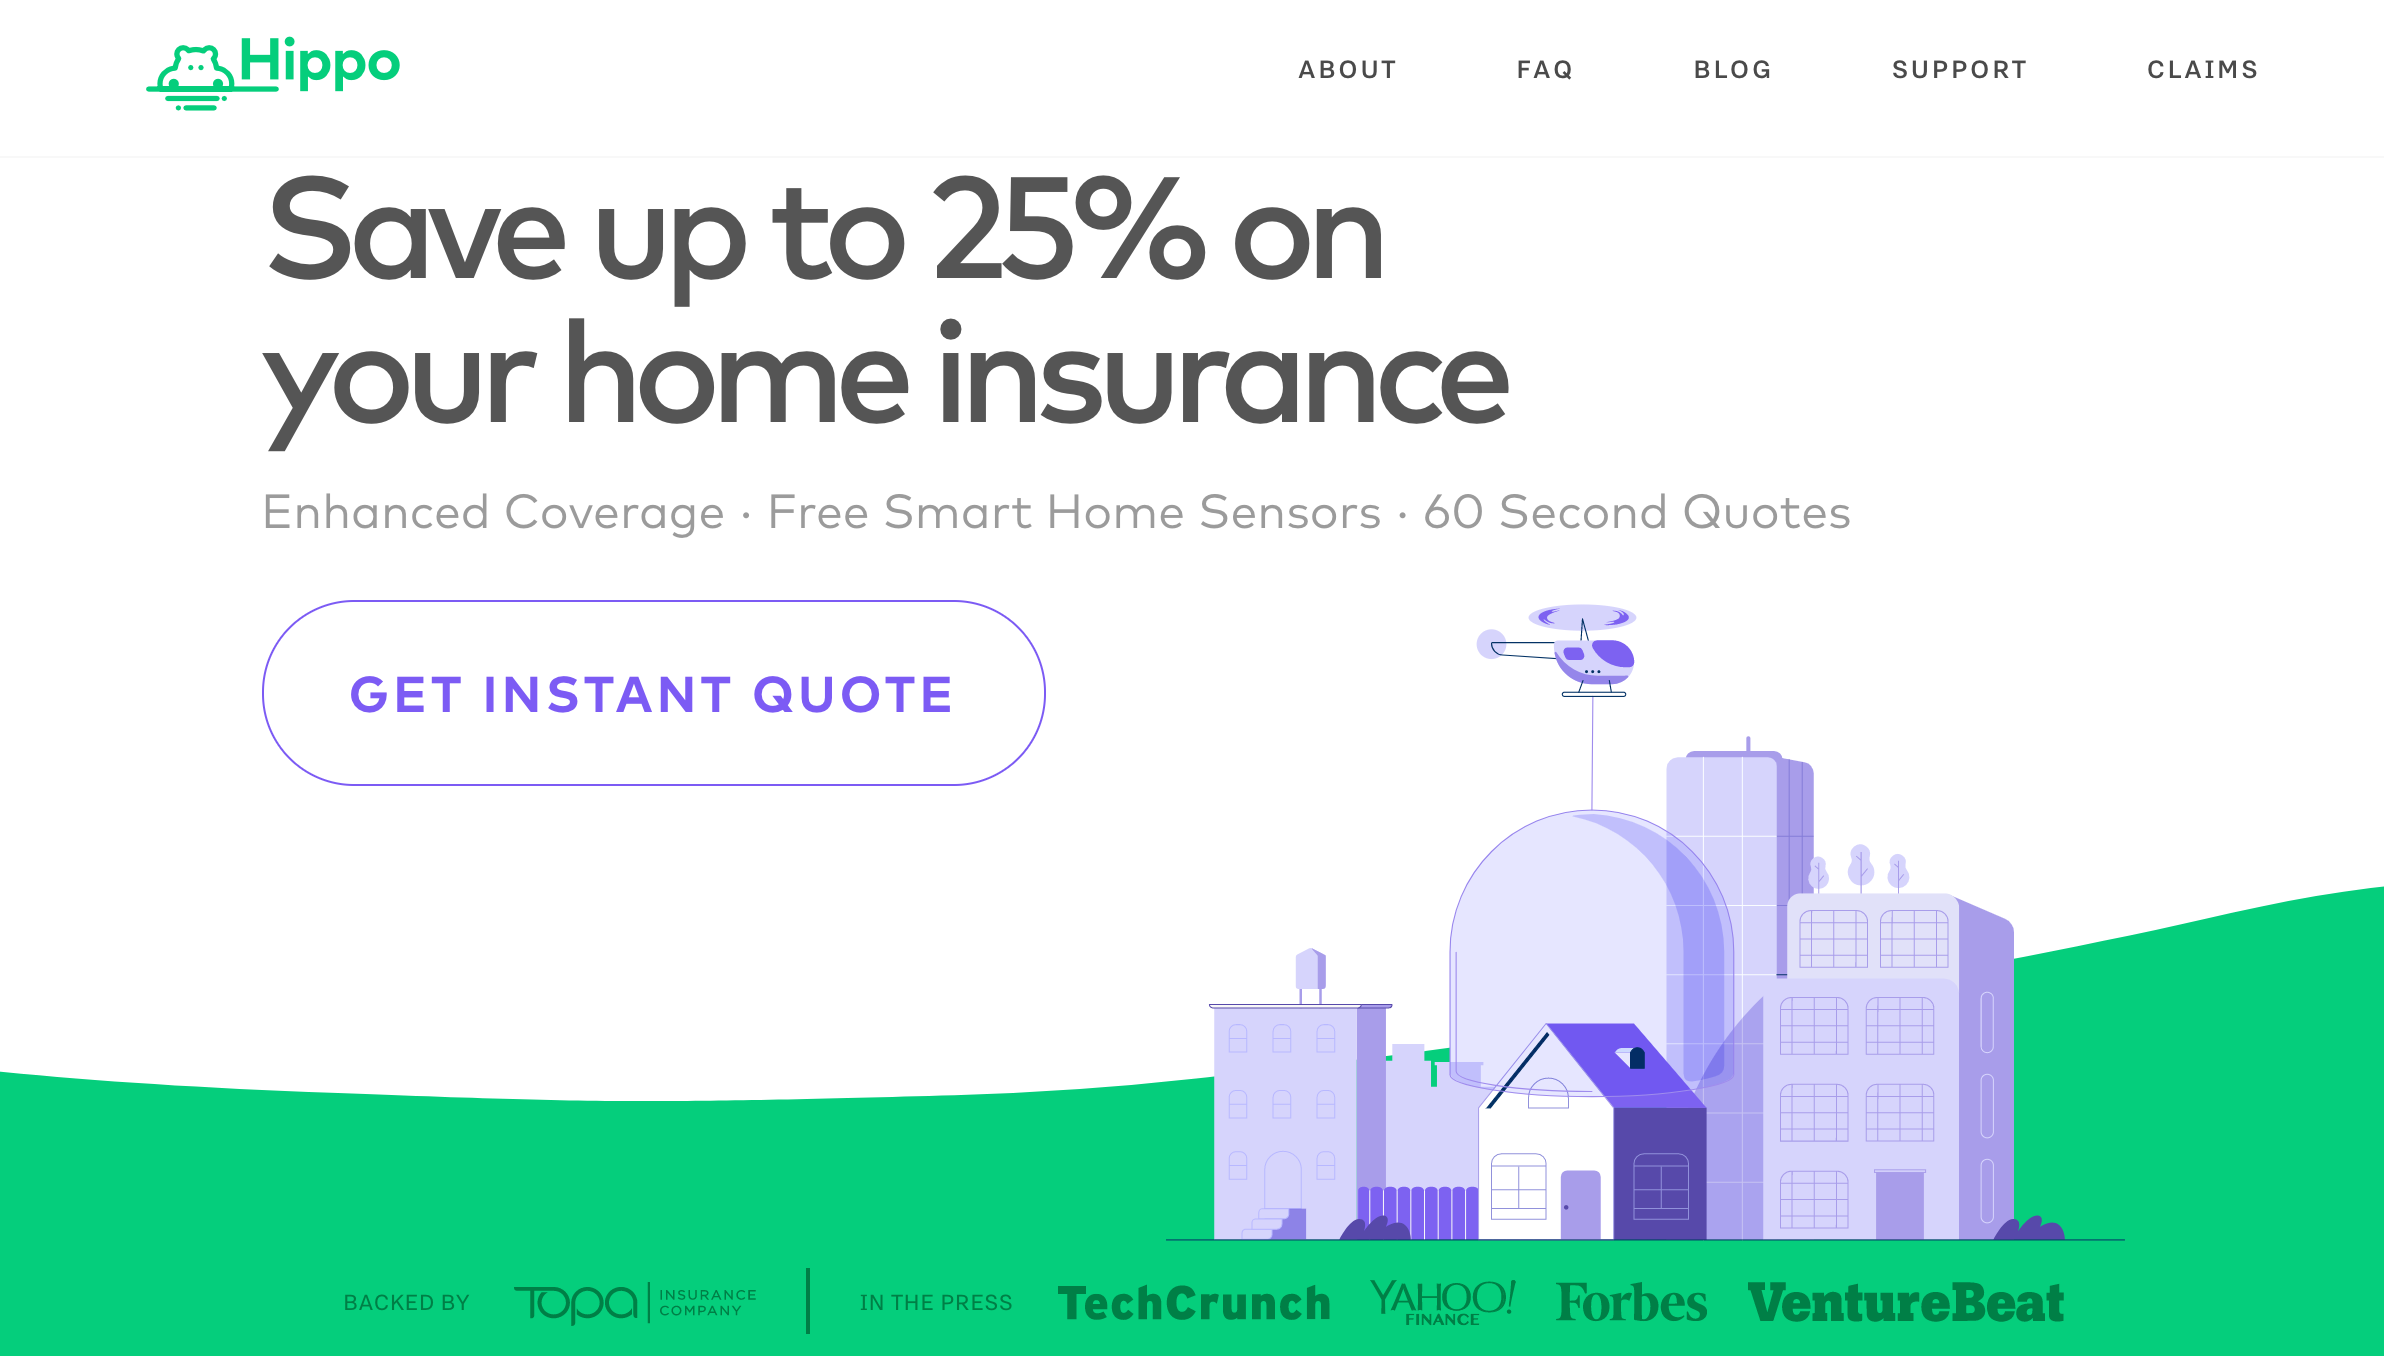 Hippo
ABOUT FAQ BLOG SUPPORT CLAIMS
Save up to 25% on
your home insurance
Enhanced Coverage · Free Smart Home Sensors · 60 Second Quotes
GET INSTANT QUOTE
BACKED BY Topa INSURANCE COMPANY IN THE PRESS TechCrunch YAHOO! FINANCE Forbes VentureBeat